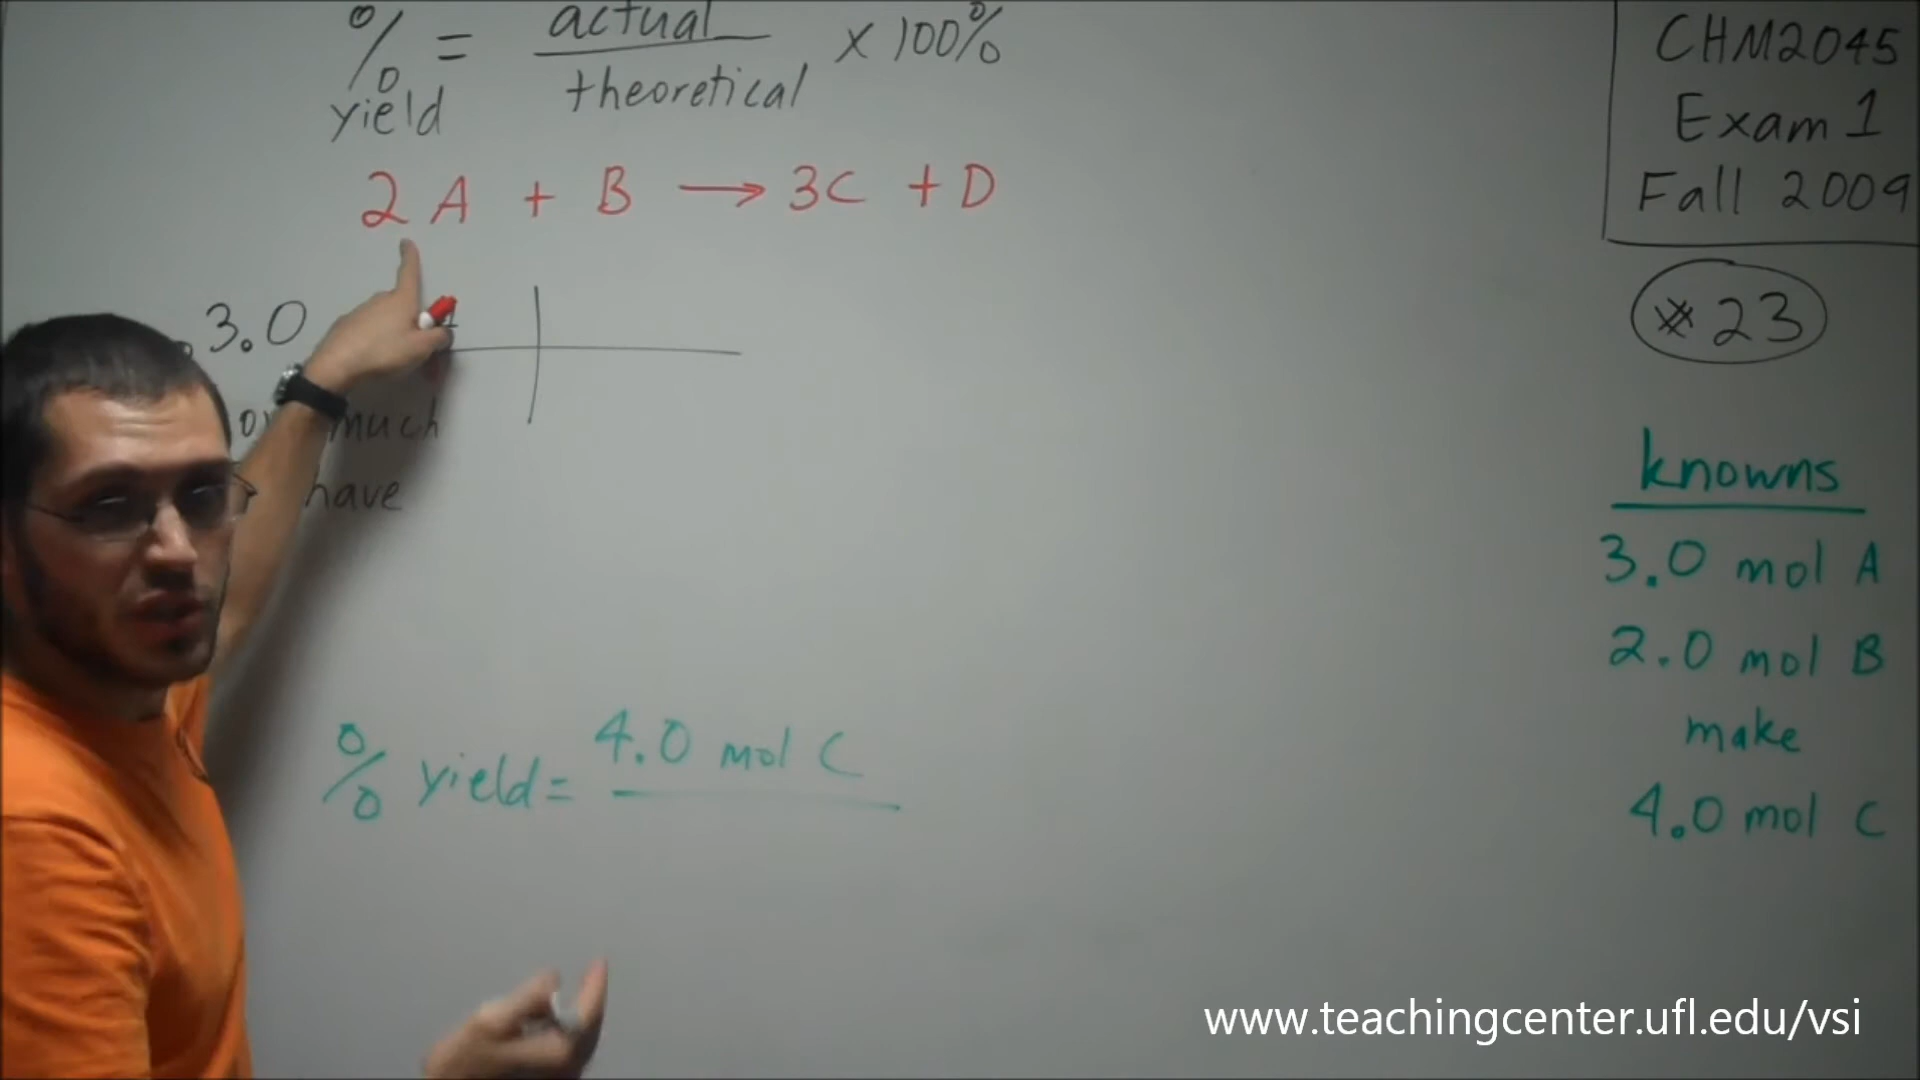 % = actual × 100%
yield theoretical
2A + B → 3C + D
3.0
much
have
% yield = 4.0 mol C
CHM2045
Exam 1
Fall 2009
#23
knowns
3.0 mol A
2.0 mol B
make
4.0 mol C
www.teachingcenter.ufl.edu/vsi